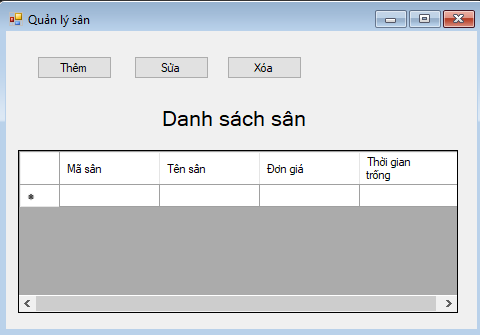 Quản lý sân
Thêm
Sửa
Xóa
Danh sách sân
Mã sân
Tên sân
Đơn giá
Thời gian
trống